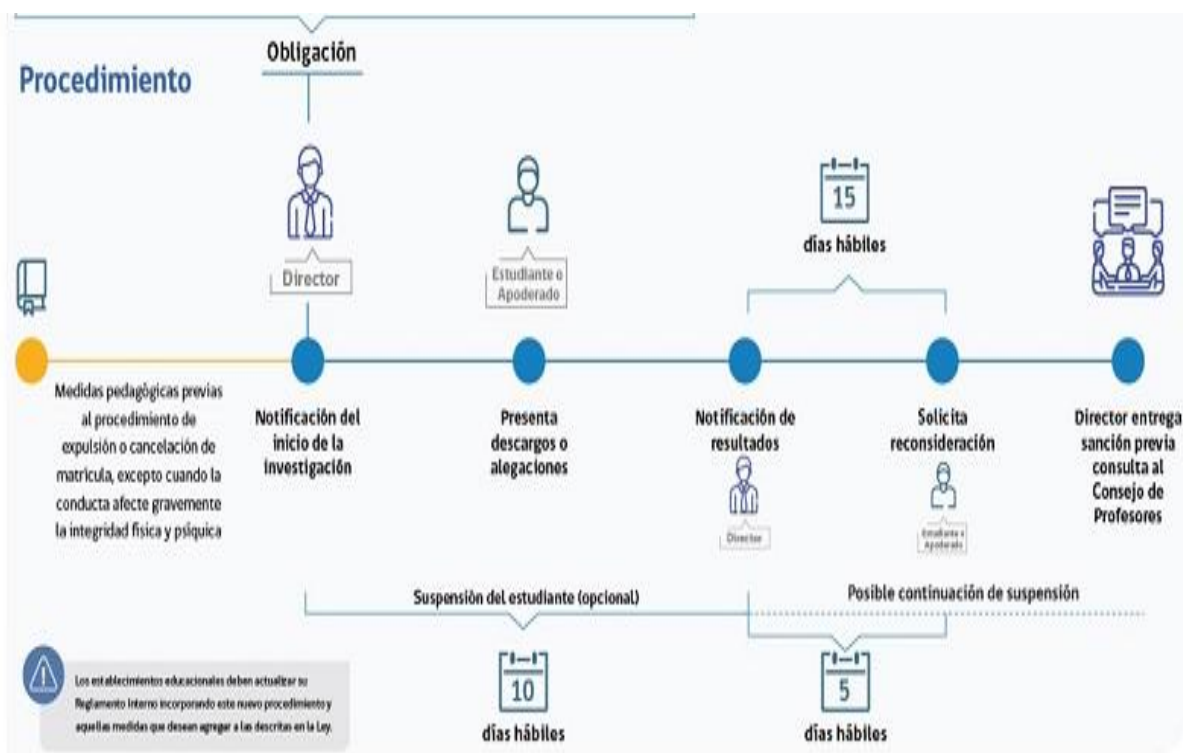 Obligación
Procedimiento
Director
Estudiante o
Apoderado
15
días hábiles
Medidas pedagógicas previas
al procedimiento de
expulsión o cancelación de
matrícula, excepto cuando la
conducta afecte gravemente
la integridad física y psíquica
Notificación del
inicio de la
investigación
Presenta
descargos o
alegaciones
Notificación de
resultados
Director
Solicita
reconsideración
Estudiante o
Apoderado
Director entrega
sanción previa
consulta al
Consejo de
Profesores
Suspensión del estudiante (opcional)
Posible continuación de suspensión
10
días hábiles
5
días hábiles
Los establecimientos educacionales deben actualizar su
Reglamento Interno incorporando este nuevo procedimiento y
aquellas medidas que desean agregar a las descritas en la Ley.